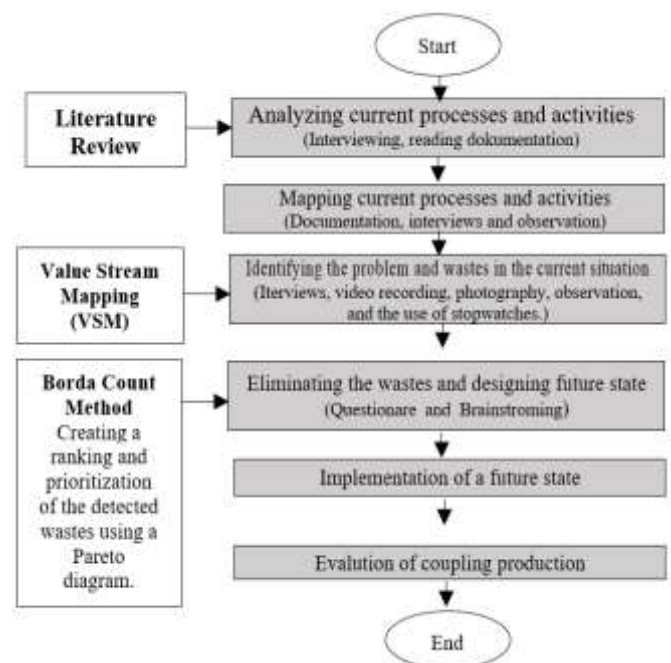 Start
Literature
Review
Analyzing current processes and activities
(Interviewing, reading dokumentation)
Mapping current processes and activities
(Documentation, interviews and observation)
Value Stream
Mapping
(VSM)
Identifying the problem and wastes in the current situation
(Iterviews, video recording, photography, observation,
and the use of stopwatches.)
Borda Count
Method
Creating a
ranking and
prioritization
of the detected
wastes using a
Pareto
diagram.
Eliminating the wastes and designing future state
(Questionare and Brainstroming)
Implementation of a future state
Evalution of coupling production
End